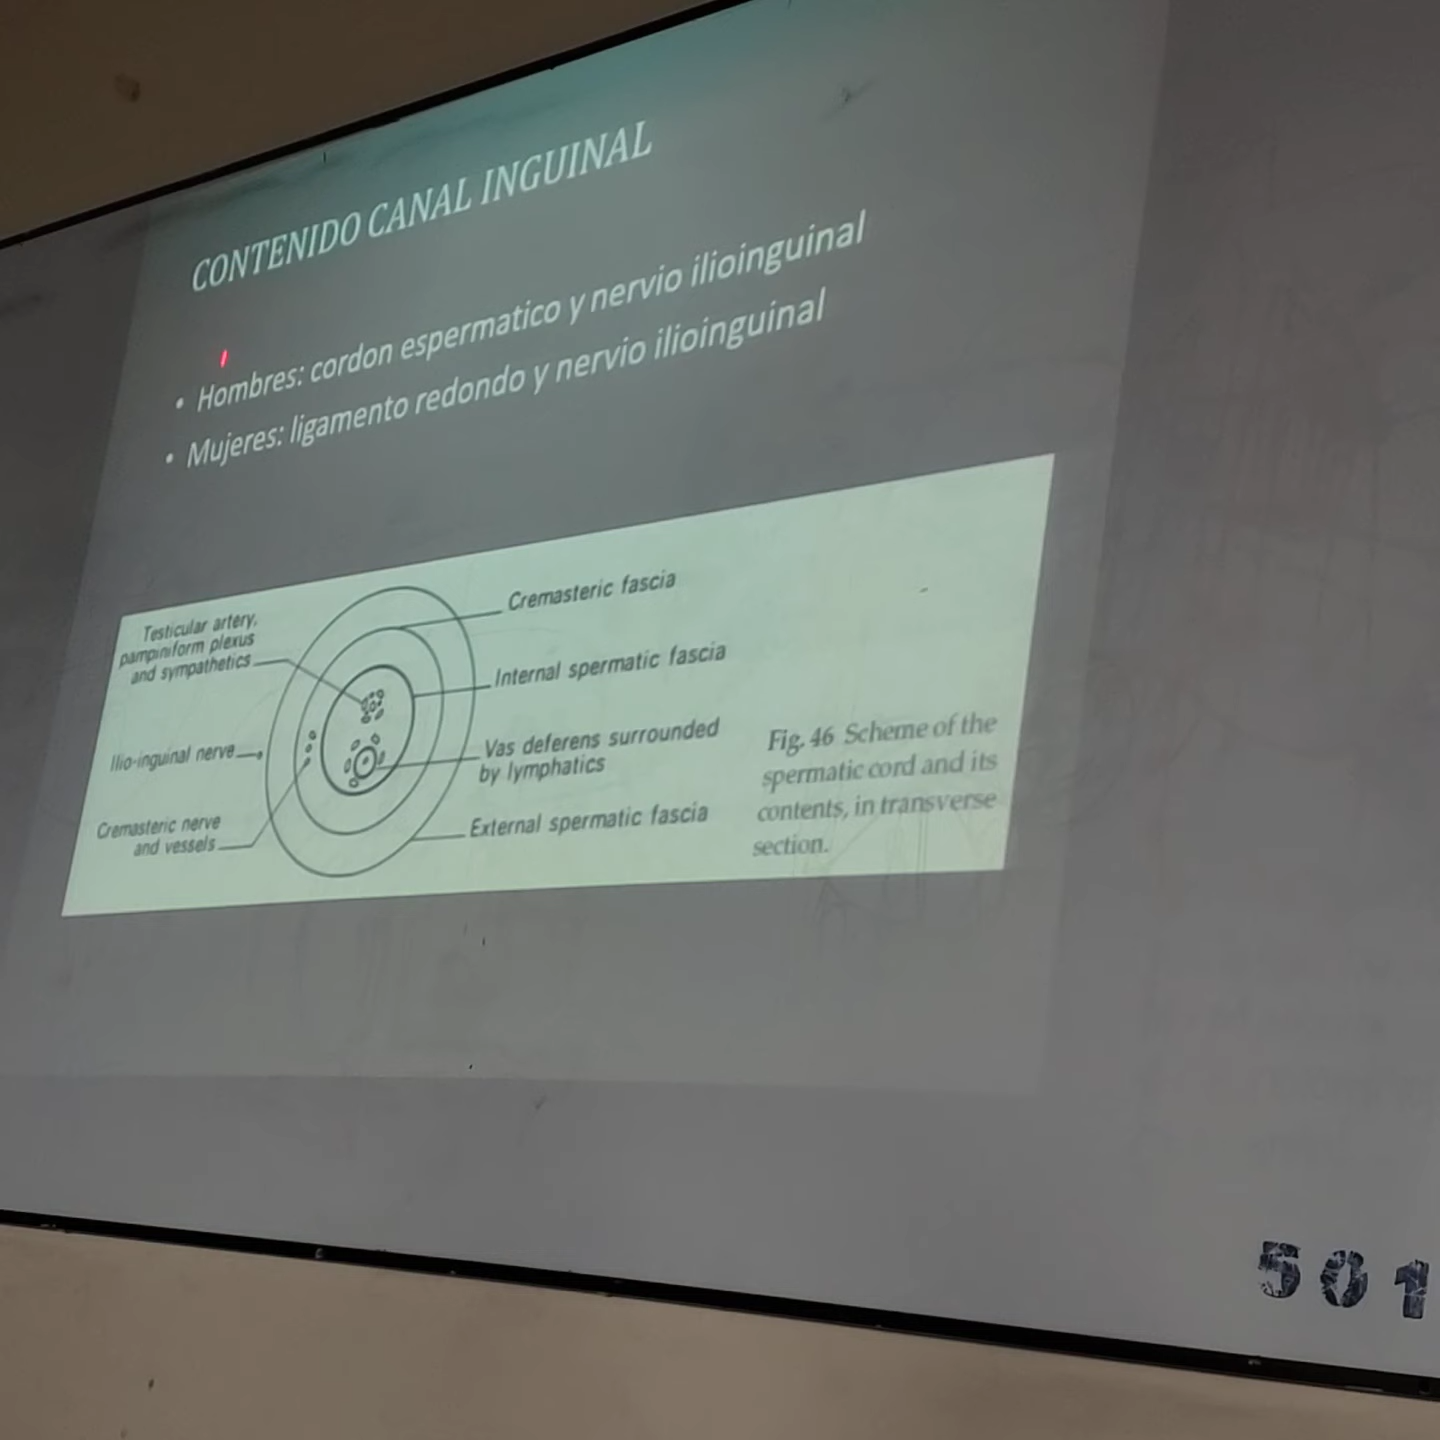 CONTENIDO CANAL INGUINAL
• Hombres: cordon espermatico y nervio ilioinguinal
• Mujeres: ligamento redondo y nervio ilioinguinal
Testicular artery,
pampiniform plexus
and sympathetics
Ilio-inguinal nerve
Cremasteric nerve
and vessels
Cremasteric fascia
Internal spermatic fascia
Vas deferens surrounded
by lymphatics
External spermatic fascia
Fig. 46 Scheme of the
spermatic cord and its
contents, in transverse
section.
501